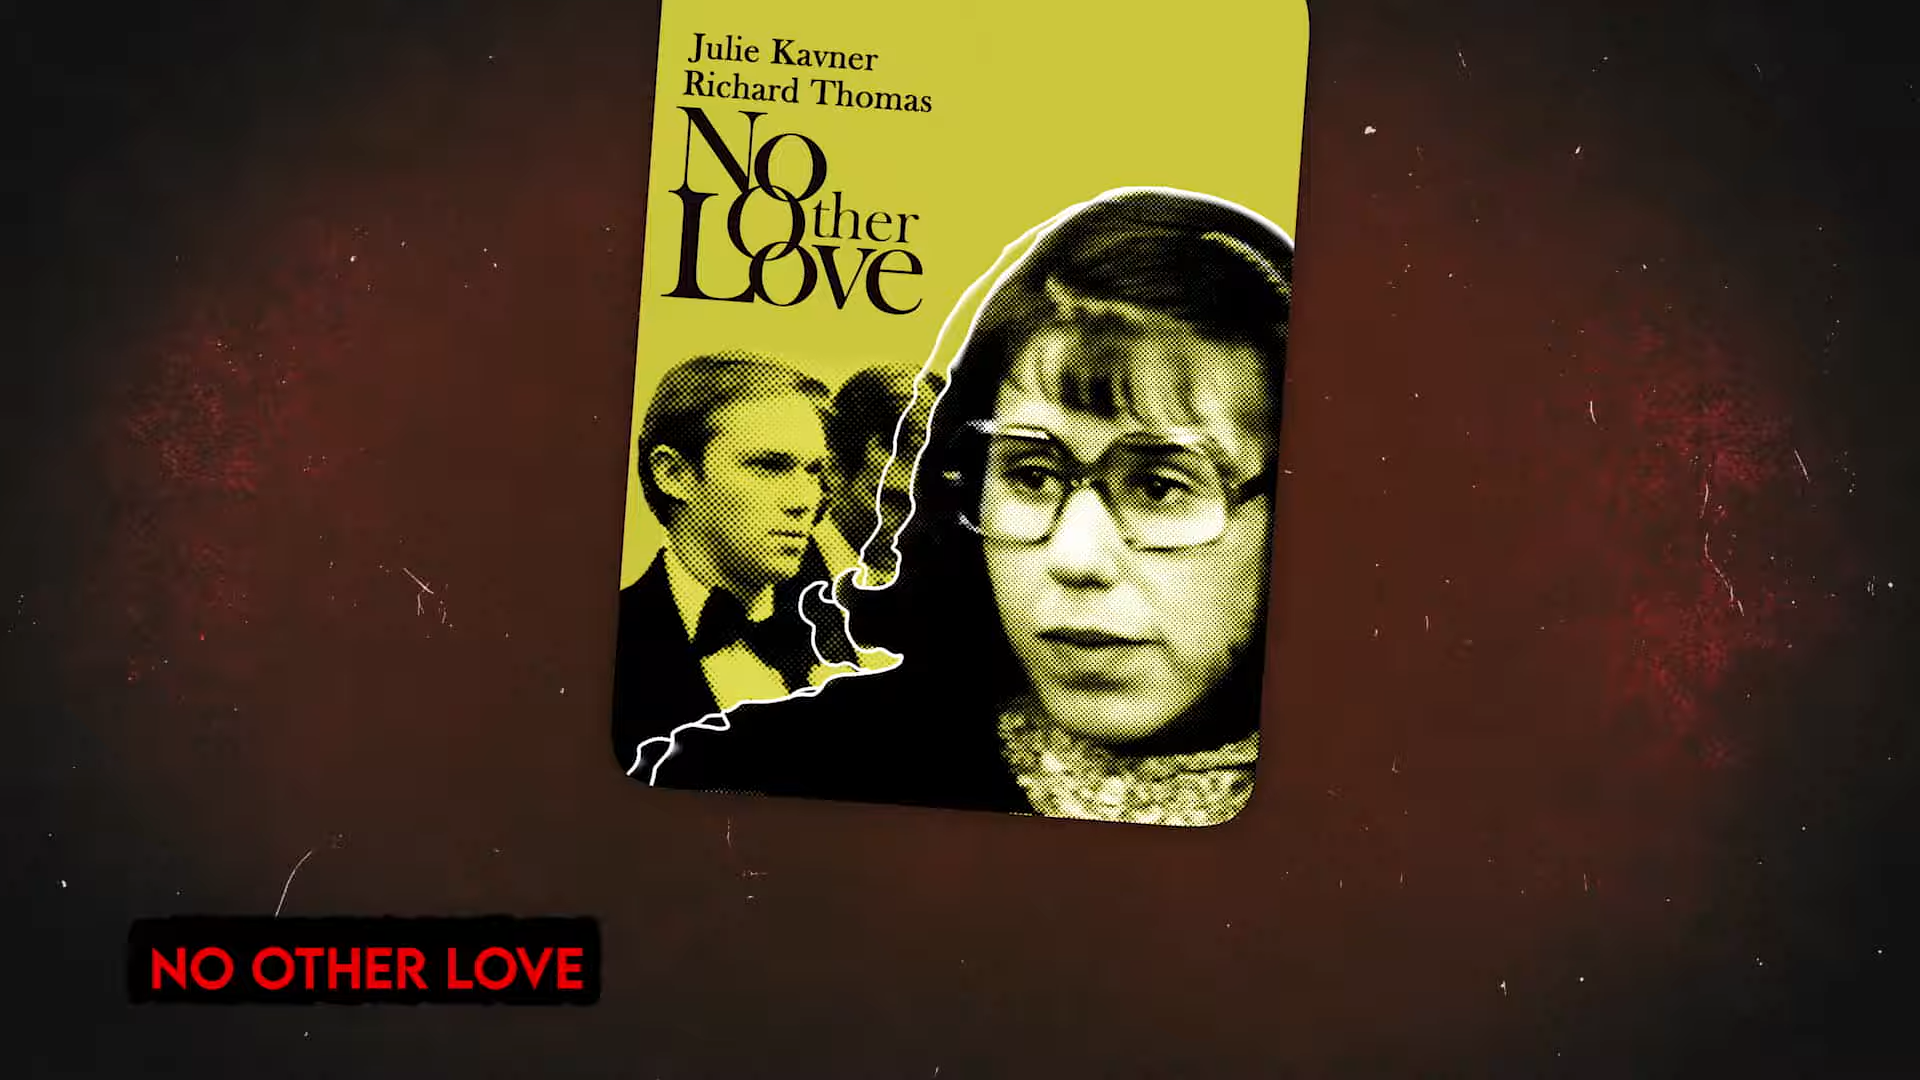 Julie Kavner
Richard Thomas
No
Other
Love
NO OTHER LOVE